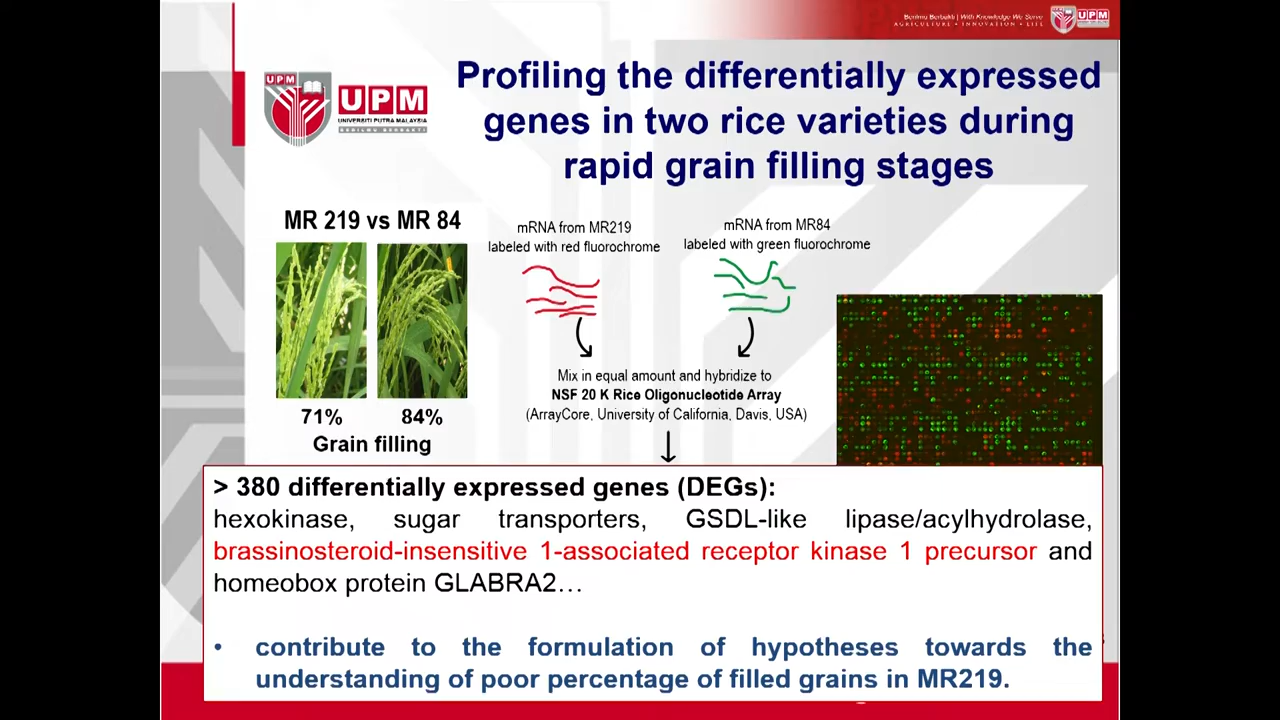 Berilmu Berbakti | With Knowledge We Serve
AGRICULTURE • INNOVATION • LIFE
UPM
UPM
UPM
UNIVERSITI PUTRA MALAYSIA
BERILMU BERBAKTI
Profiling the differentially expressed
genes in two rice varieties during
rapid grain filling stages
MR 219 vs MR 84
71% 84%
Grain filling
mRNA from MR219
labeled with red fluorochrome
mRNA from MR84
labeled with green fluorochrome
Mix in equal amount and hybridize to
NSF 20 K Rice Oligonucleotide Array
(ArrayCore, University of California, Davis, USA)
> 380 differentially expressed genes (DEGs):
hexokinase, sugar transporters, GSDL-like lipase/acylhydrolase,
brassinosteroid-insensitive 1-associated receptor kinase 1 precursor and
homeobox protein GLABRA2…
• contribute to the formulation of hypotheses towards the
understanding of poor percentage of filled grains in MR219.